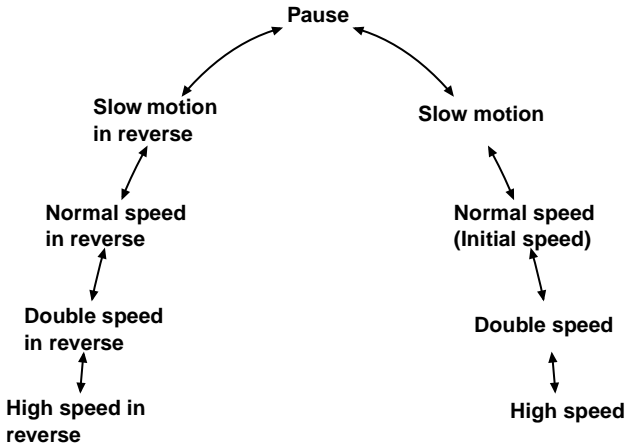 Pause
Slow motion
in reverse
Slow motion
Normal speed
in reverse
Normal speed
(Initial speed)
Double speed
in reverse
Double speed
High speed in
reverse
High speed